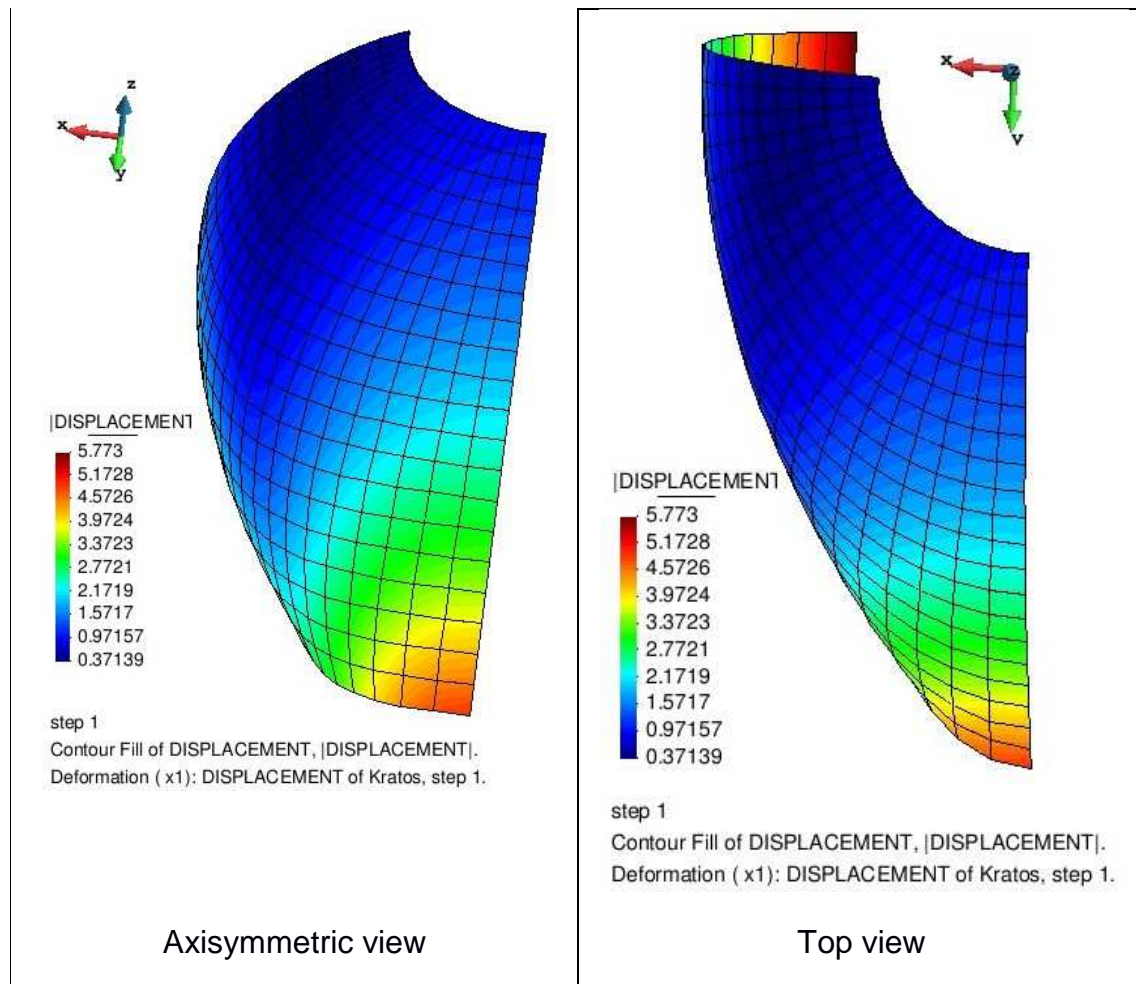 z
x
y
|DISPLACEMENT
5.773
5.1728
4.5726
3.9724
3.3723
2.7721
2.1719
1.5717
0.97157
0.37139
step 1
Contour Fill of DISPLACEMENT, |DISPLACEMENT|.
Deformation ( x1): DISPLACEMENT of Kratos, step 1.
Axisymmetric view
x
z
y
|DISPLACEMENT
5.773
5.1728
4.5726
3.9724
3.3723
2.7721
2.1719
1.5717
0.97157
0.37139
step 1
Contour Fill of DISPLACEMENT, |DISPLACEMENT|.
Deformation ( x1): DISPLACEMENT of Kratos, step 1.
Top view